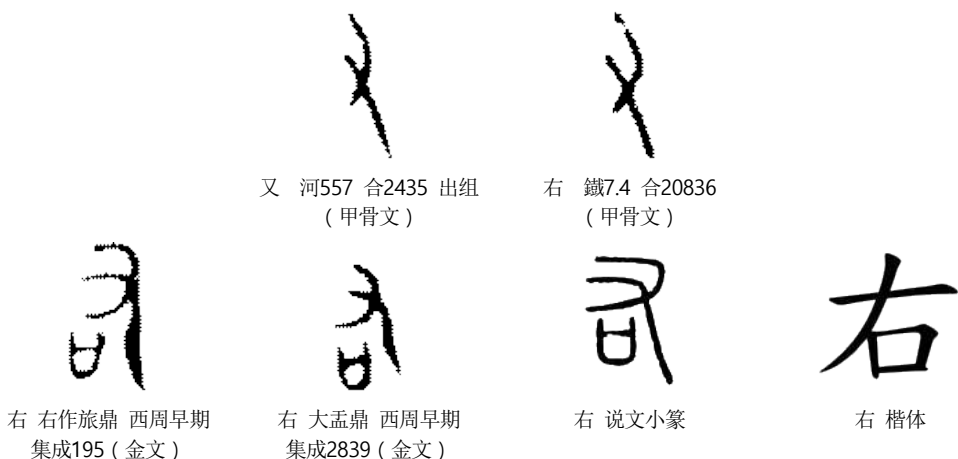 又 河557 合2435 出组
（甲骨文）
右 鐵7.4 合20836
（甲骨文）
右
右 右作旅鼎 西周早期
集成195（金文）
右 大盂鼎 西周早期
集成2839（金文）
右 说文小篆
右 楷体